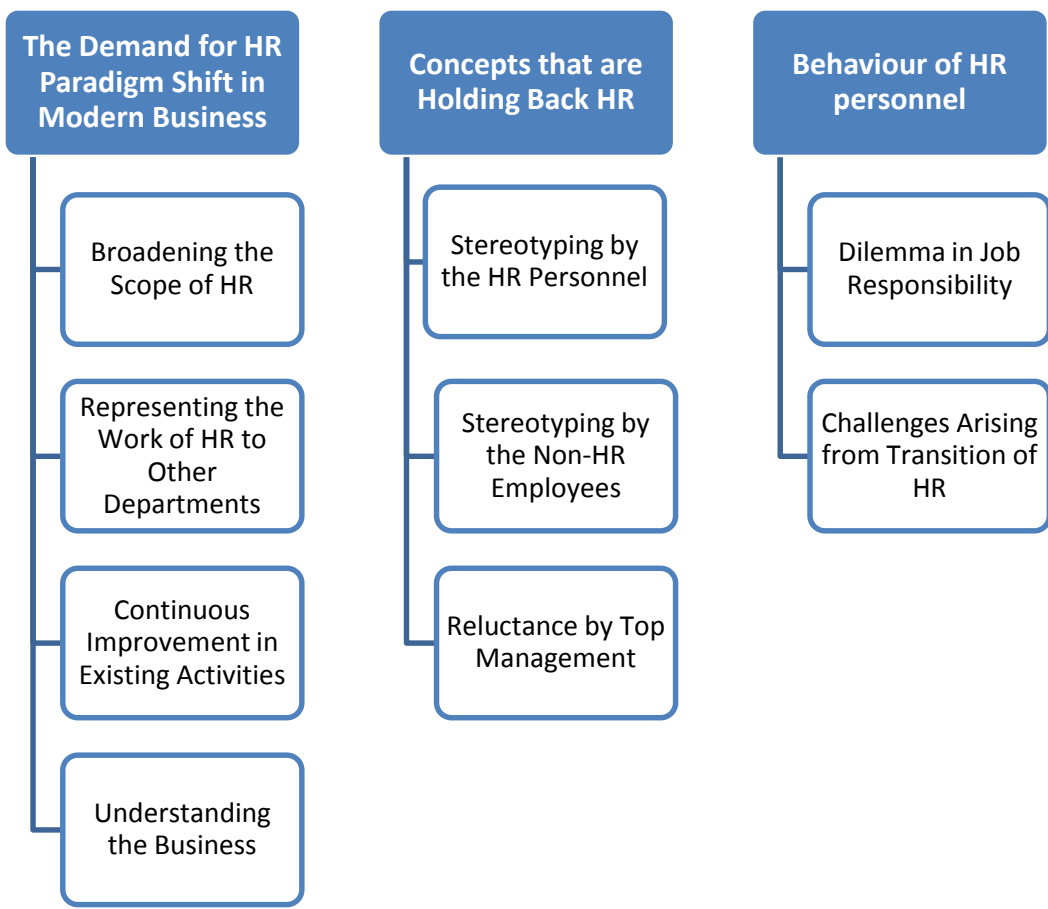 The Demand for HR
Paradigm Shift in
Modern Business
Broadening the
Scope of HR
Representing the
Work of HR to
Other
Departments
Continuous
Improvement in
Existing Activities
Understanding
the Business
Concepts that are
Holding Back HR
Stereotyping by
the HR Personnel
Stereotyping by
the Non-HR
Employees
Reluctance by Top
Management
Behaviour of HR
personnel
Dilemma in Job
Responsibility
Challenges Arising
from Transition of
HR